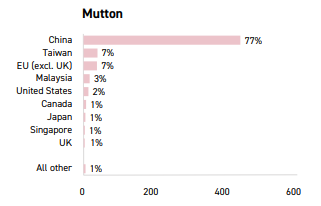 Mutton
China 77%
Taiwan 7%
EU (excl. UK) 7%
Malaysia 3%
United States 2%
Canada 1%
Japan 1%
Singapore 1%
UK 1%
All other 1%
0 200 400 600